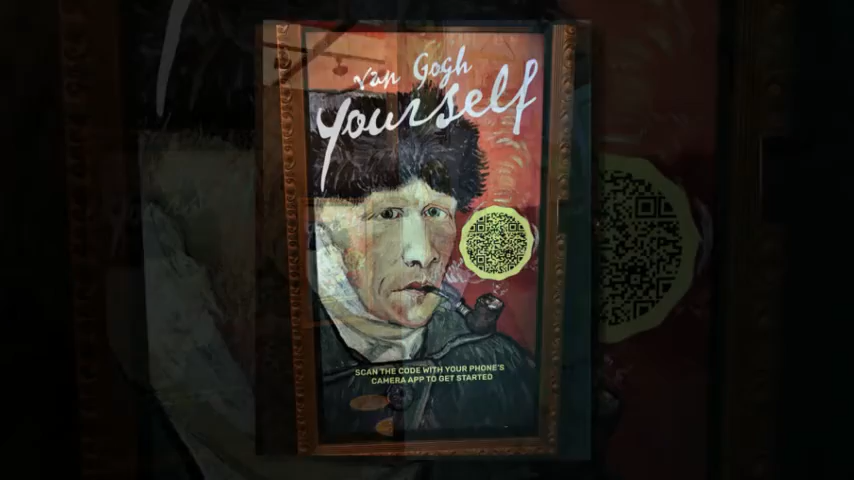 van Gogh
yourself
SCAN THE CODE WITH YOUR PHONE'S
CAMERA APP TO GET STARTED